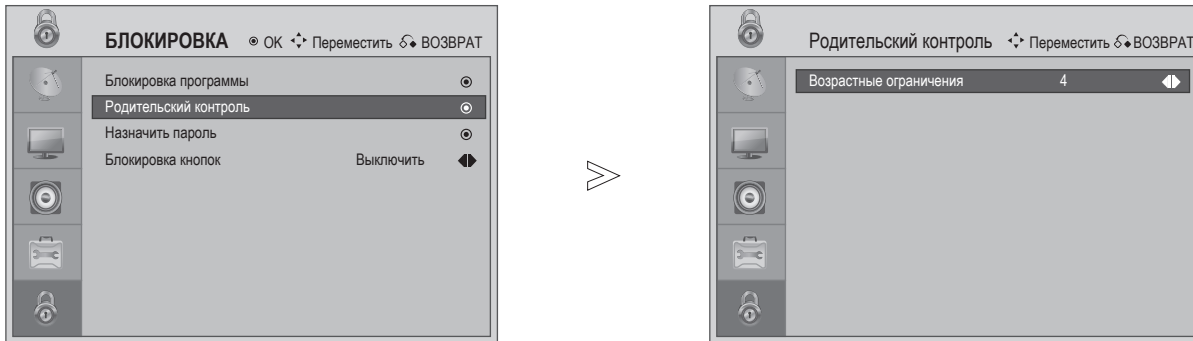 БЛОКИРОВКА OK Переместить ВОЗВРАТ
Блокировка программы
Родительский контроль
Назначить пароль
Блокировка кнопок Выключить
Родительский контроль Переместить ВОЗВРАТ
Возрастные ограничения 4